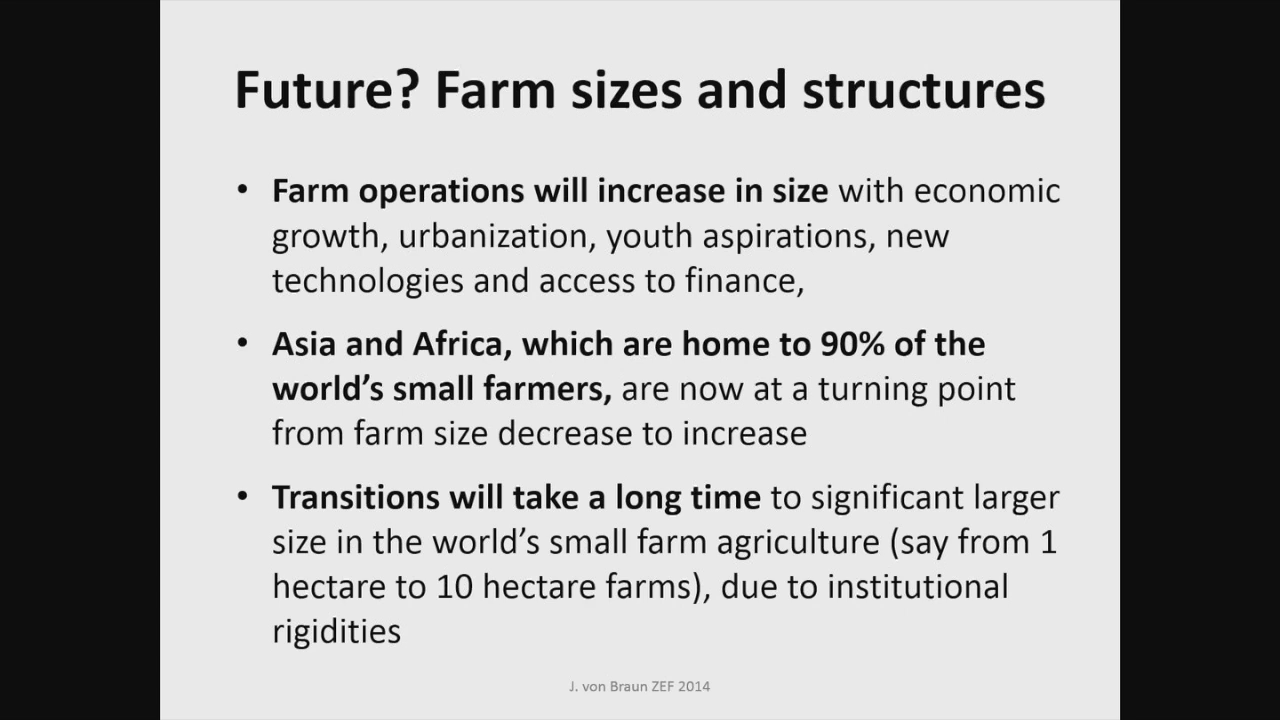 Future? Farm sizes and structures
• Farm operations will increase in size with economic
growth, urbanization, youth aspirations, new
technologies and access to finance,
• Asia and Africa, which are home to 90% of the
world’s small farmers, are now at a turning point
from farm size decrease to increase
• Transitions will take a long time to significant larger
size in the world’s small farm agriculture (say from 1
hectare to 10 hectare farms), due to institutional
rigidities
J. von Braun ZEF 2014